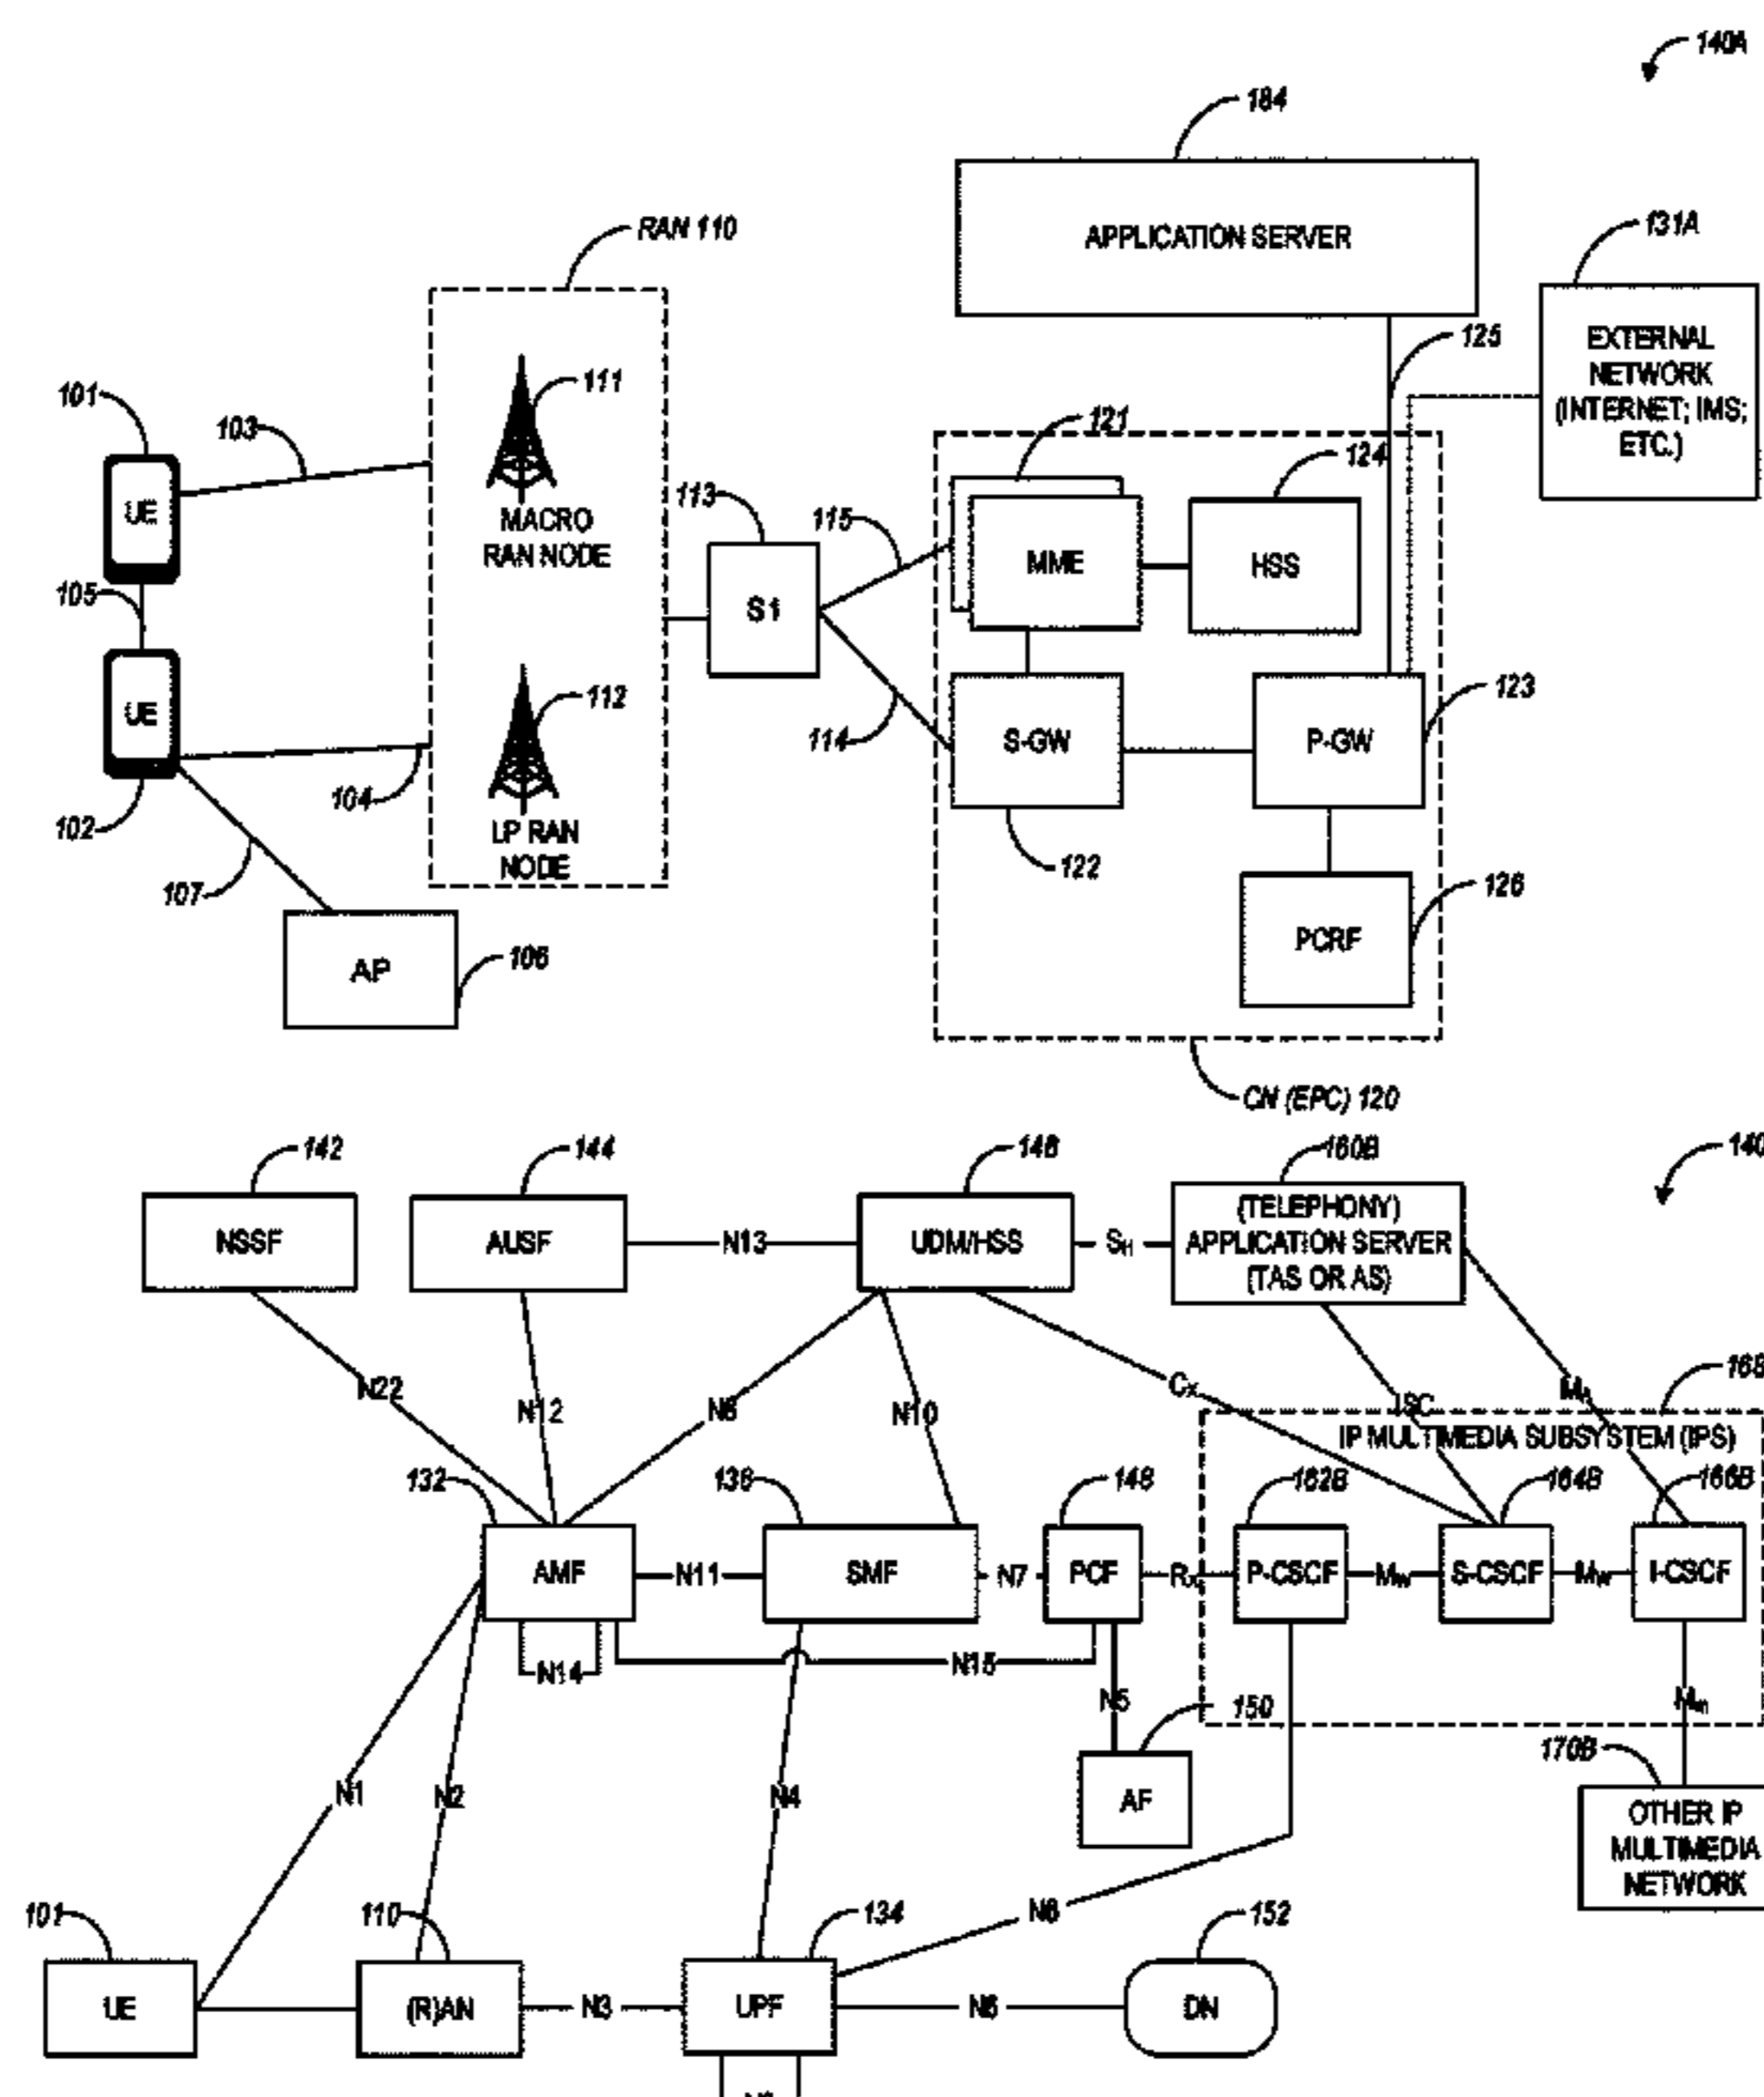 140A
184
RAN 110
APPLICATION SERVER
131A
125
EXTERNAL
NETWORK
(INTERNET; IMS;
ETC.)
101
103
111
121
124
UE
MACRO
RAN NODE
113
115
MME
HSS
105
S1
UE
112
114
S-GW
P-GW
123
104
102
LP RAN
NODE
107
122
126
PCRF
AP
106
CN (EPC) 120
142
144
146
160B
140
NSSF
AUSF
N13
UDM/HSS
SH
(TELEPHONY)
APPLICATION SERVER
(TAS OR AS)
N22
N12
N8
N10
Cx
ISC
MA
168
IP MULTIMEDIA SUBSYSTEM (IPS)
132
136
148
162B
164B
166B
AMF
N11
SMF
N7
PCF
Rx
P-CSCF
MW
S-CSCF
MW
I-CSCF
N14
N15
N5
150
Mm
170B
N1
N2
N4
AF
OTHER IP
MULTIMEDIA
NETWORK
101
110
134
N6
152
UE
(R)AN
N3
UPF
N6
DN